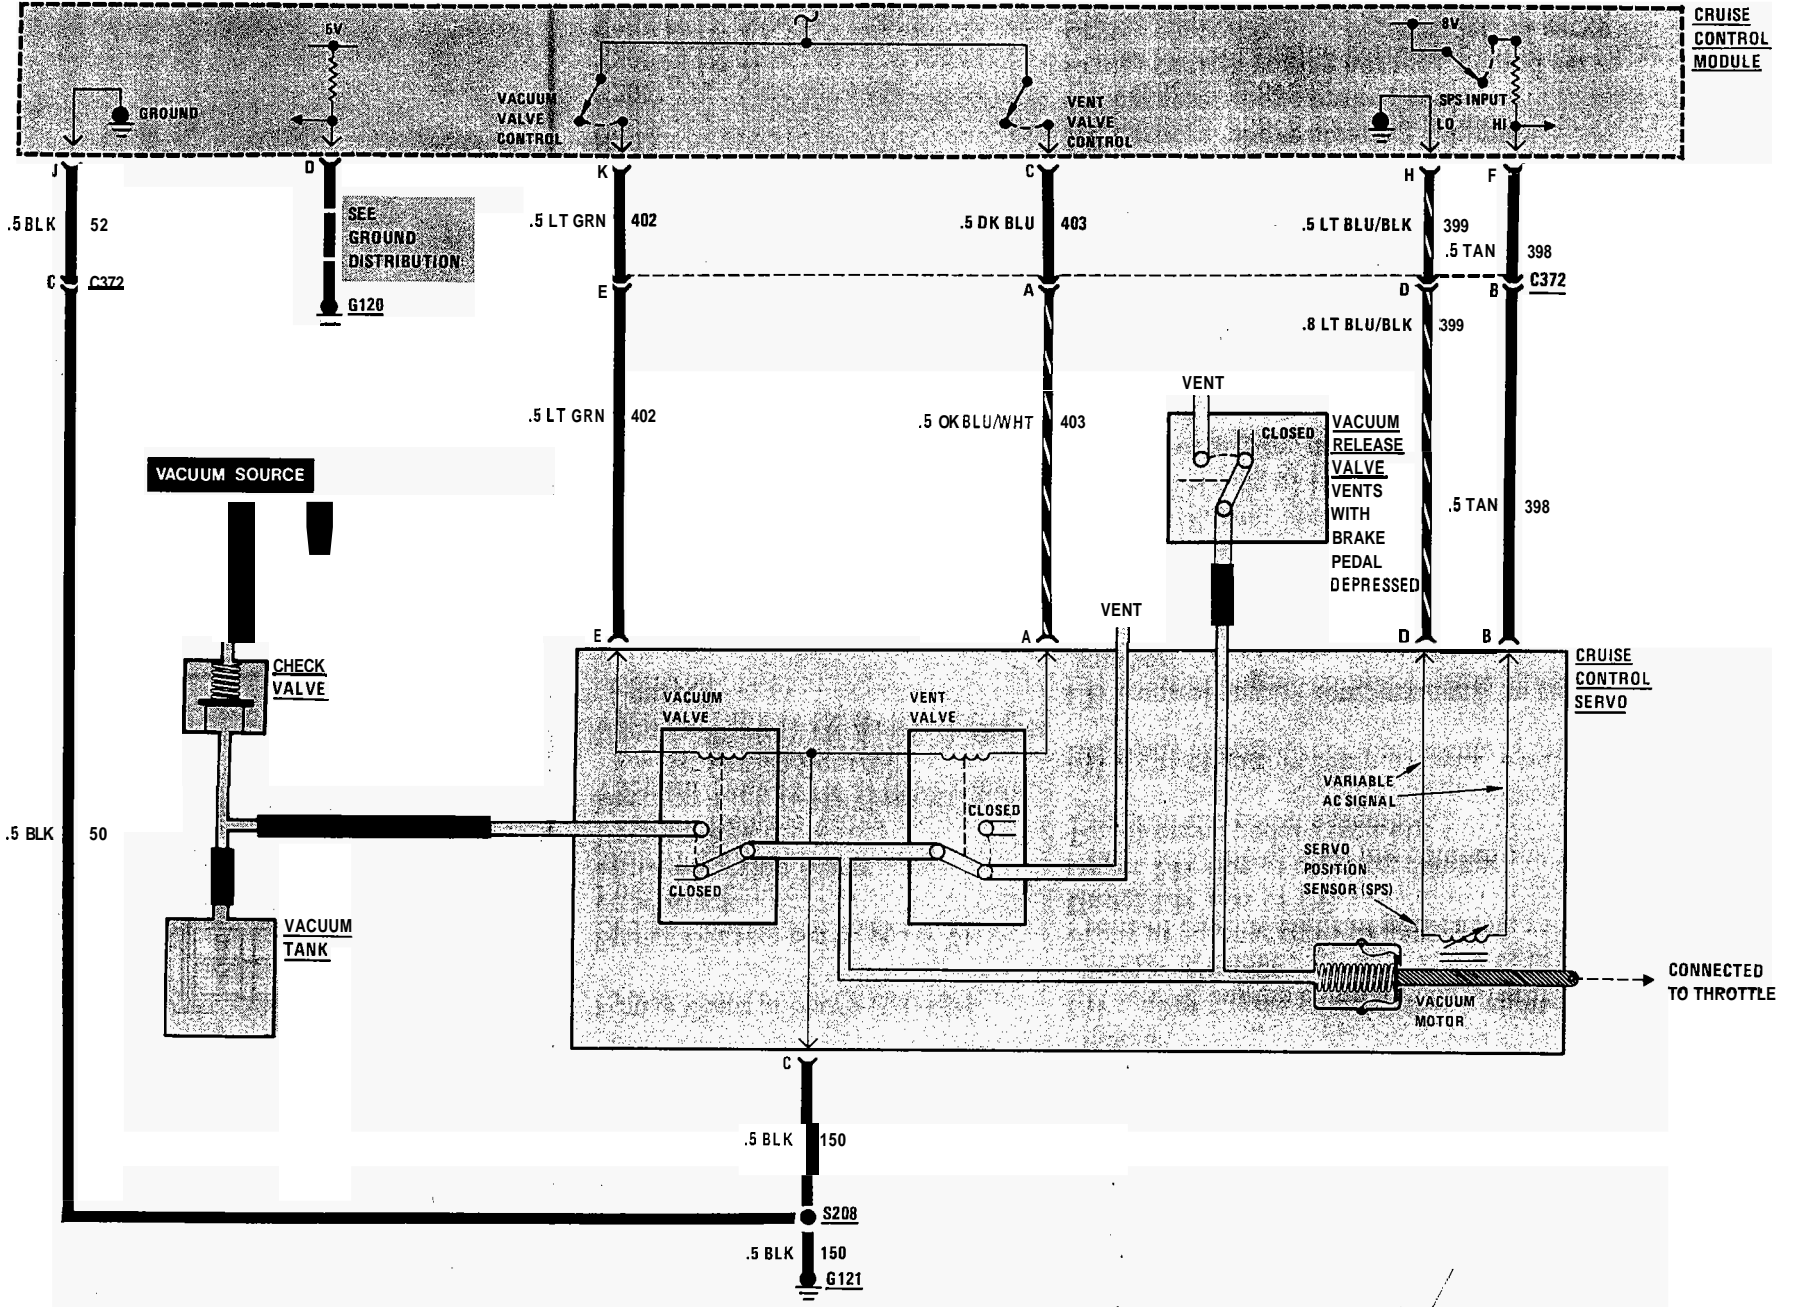 CRUISE
CONTROL
MODULE
8V
GROUND
VACUUM
VALVE
CONTROL
VENT
VALVE
CONTROL
SPS INPUT
LO
HI
J
D
K
C
H
F
.5 BLK
52
SEE
GROUND
DISTRIBUTION
.5 LT GRN
402
.5 DK BLU
403
.5 LT BLU/BLK
399
.5 TAN
398
C
C372
G120
E
A
D
B
C372
.8 LT BLU/BLK
399
.5 LT GRN
402
.5 OK BLU/WHT
403
VENT
CLOSED
VACUUM
RELEASE
VALVE
VENTS
WITH
BRAKE
PEDAL
DEPRESSED
.5 TAN
398
VACUUM SOURCE
VENT
E
A
D
B
CHECK
VALVE
CRUISE
CONTROL
SERVO
VACUUM
VALVE
VENT
VALVE
VARIABLE
AC SIGNAL
CLOSED
.5 BLK
50
SERVO
POSITION
SENSOR (SPS)
CLOSED
VACUUM
TANK
CONNECTED
TO THROTTLE
VACUUM
MOTOR
C
.5 BLK
150
S208
.5 BLK
150
G121